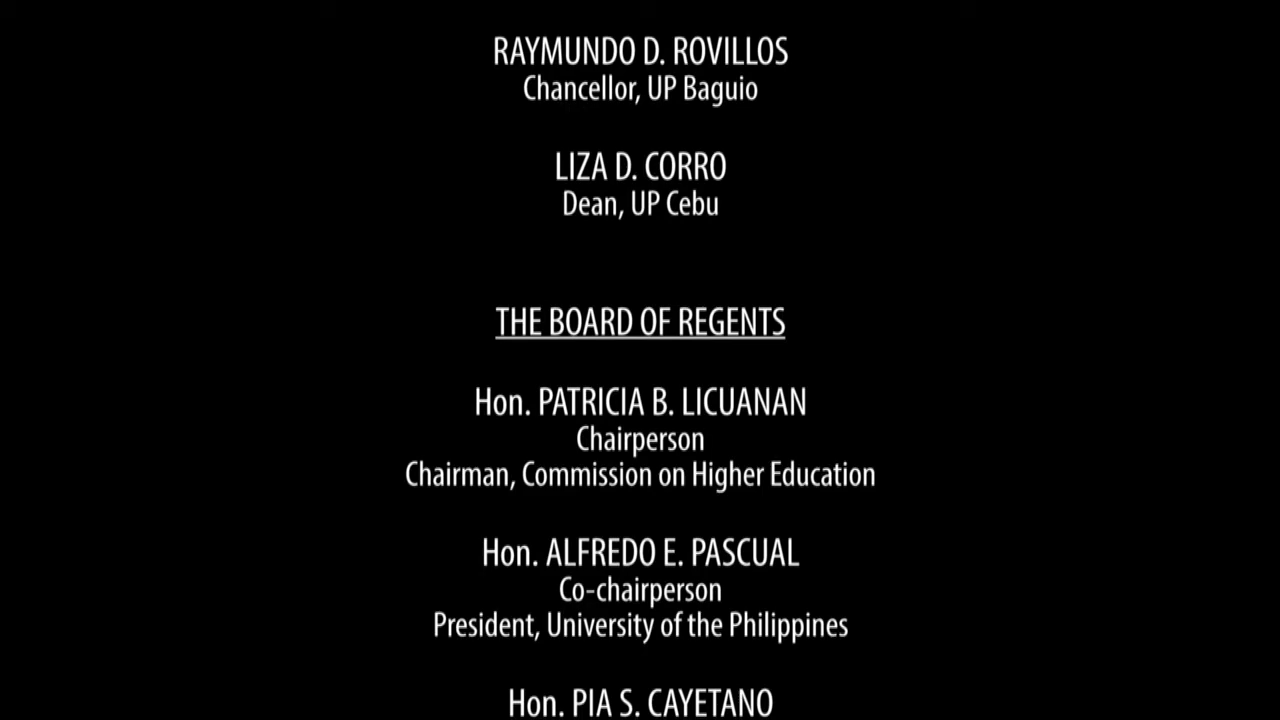 RAYMUNDO D. ROVILLOS
Chancellor, UP Baguio
LIZA D. CORRO
Dean, UP Cebu
THE BOARD OF REGENTS
Hon. PATRICIA B. LICUANAN
Chairperson
Chairman, Commission on Higher Education
Hon. ALFREDO E. PASCUAL
Co-chairperson
President, University of the Philippines
Hon. PIA S. CAYETANO